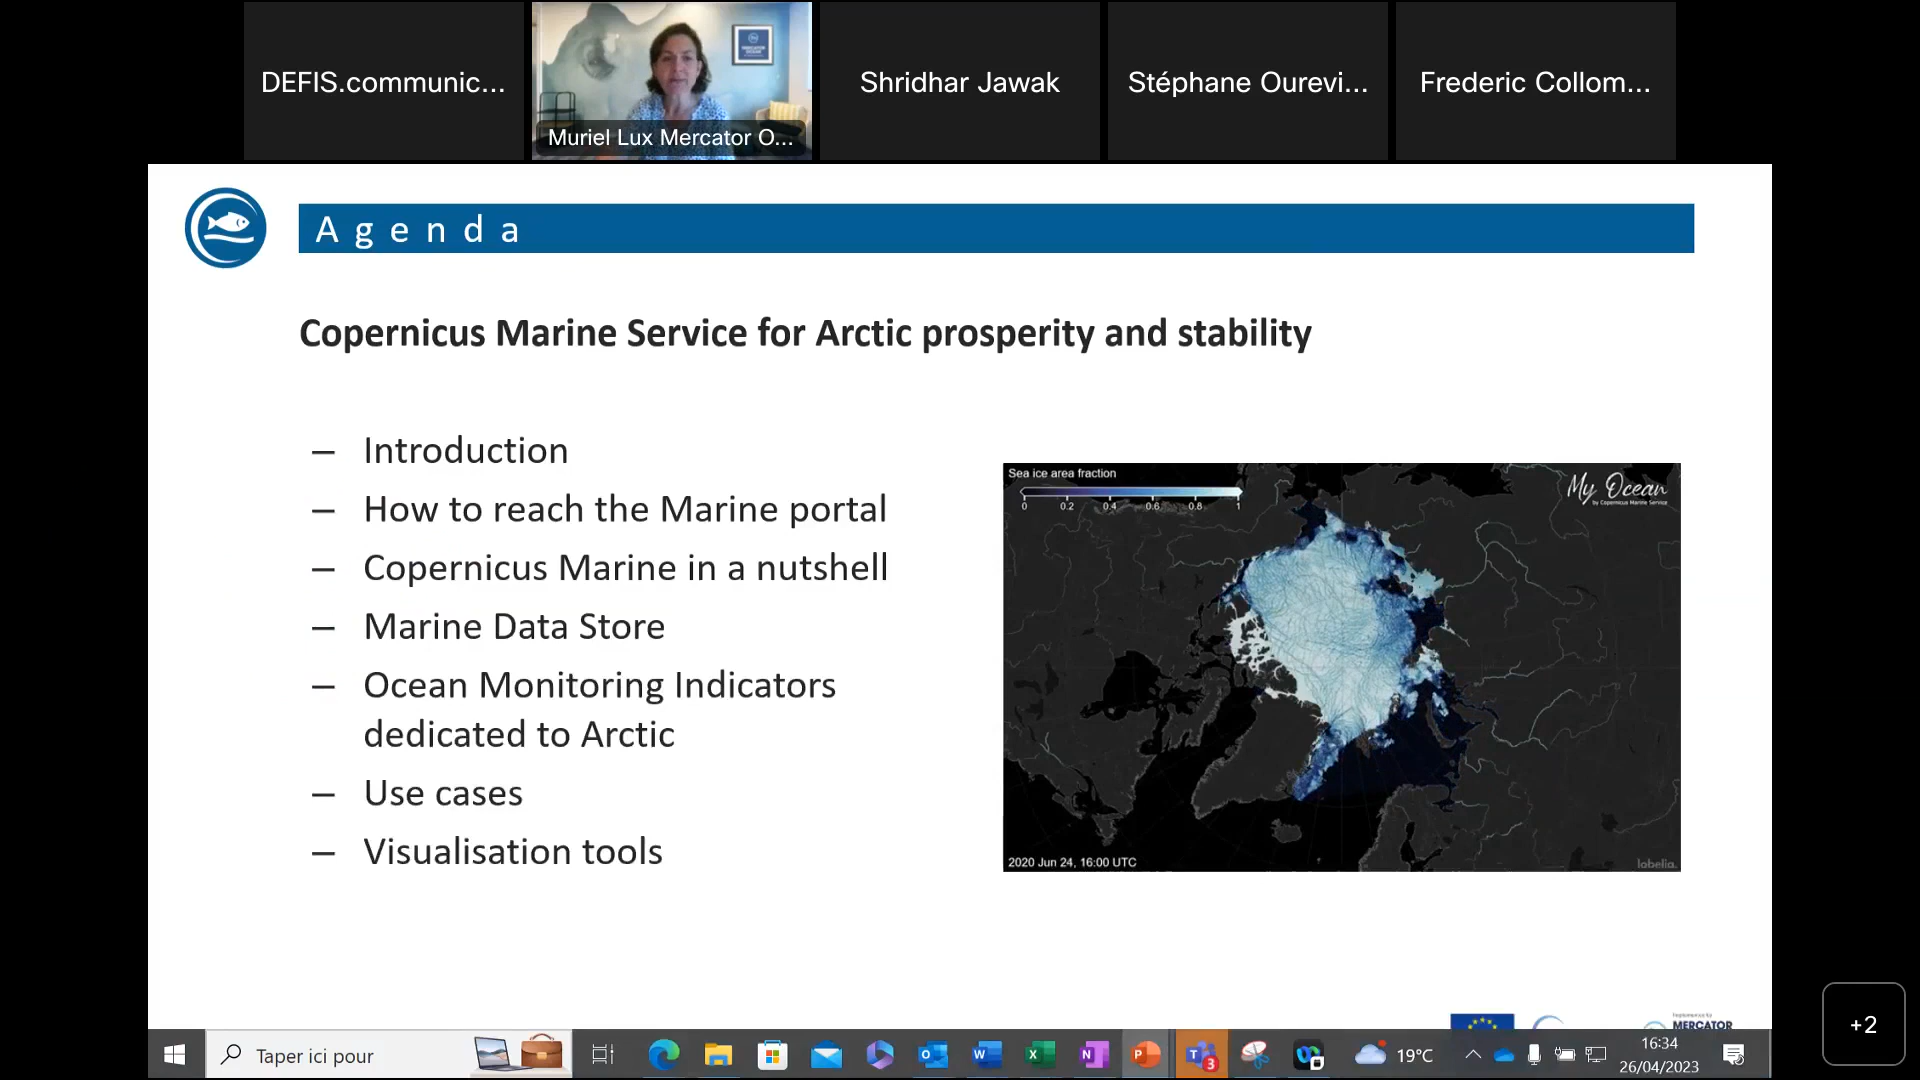 DEFIS.communic...
Muriel Lux Mercator O...
Shridhar Jawak
Stéphane Ourevi...
Frederic Collom...
Agenda
Copernicus Marine Service for Arctic prosperity and stability
– Introduction
– How to reach the Marine portal
– Copernicus Marine in a nutshell
– Marine Data Store
– Ocean Monitoring Indicators
dedicated to Arctic
– Use cases
– Visualisation tools
Sea ice area fraction
0 0.2 0.4 0.6 0.8 1
My Ocean
by Copernicus Marine Service
2020 Jun 24, 16:00 UTC
labelia.
Implemented by
MERCATOR
+2
Taper ici pour
3
19°C
16:34
26/04/2023